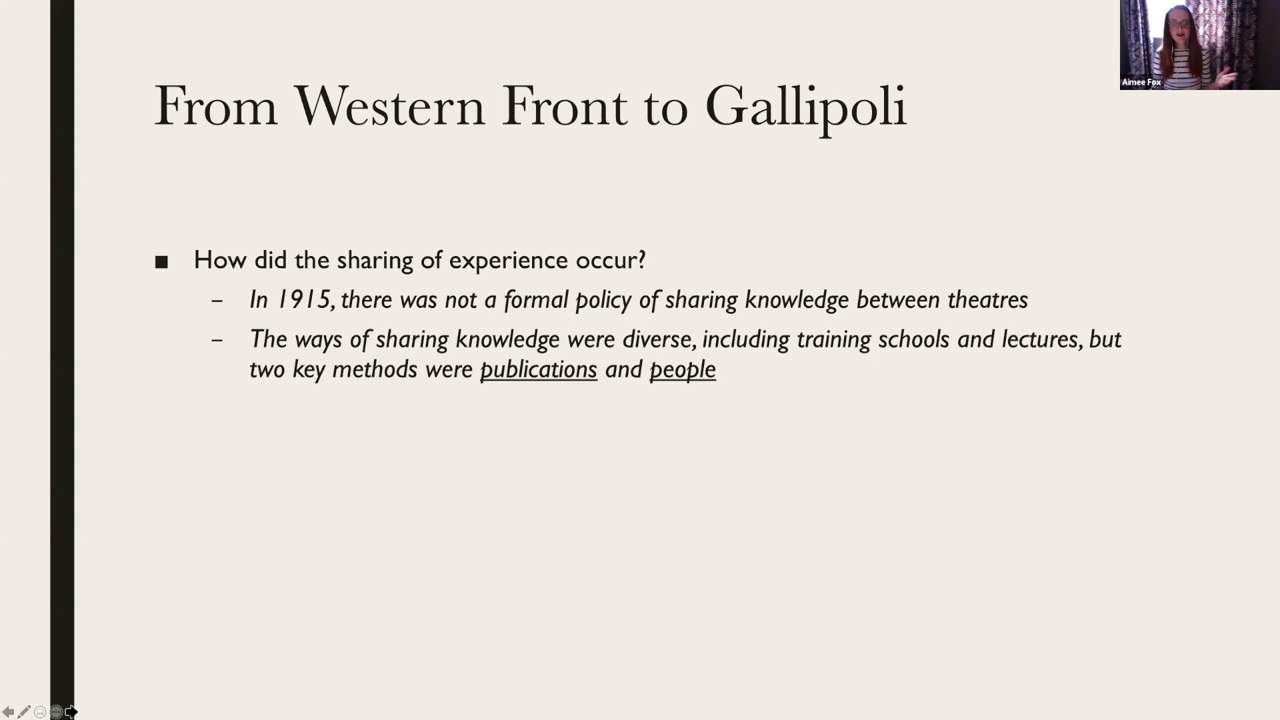 Aimee Fox
From Western Front to Gallipoli
■ How did the sharing of experience occur?
– In 1915, there was not a formal policy of sharing knowledge between theatres
– The ways of sharing knowledge were diverse, including training schools and lectures, but
two key methods were publications and people